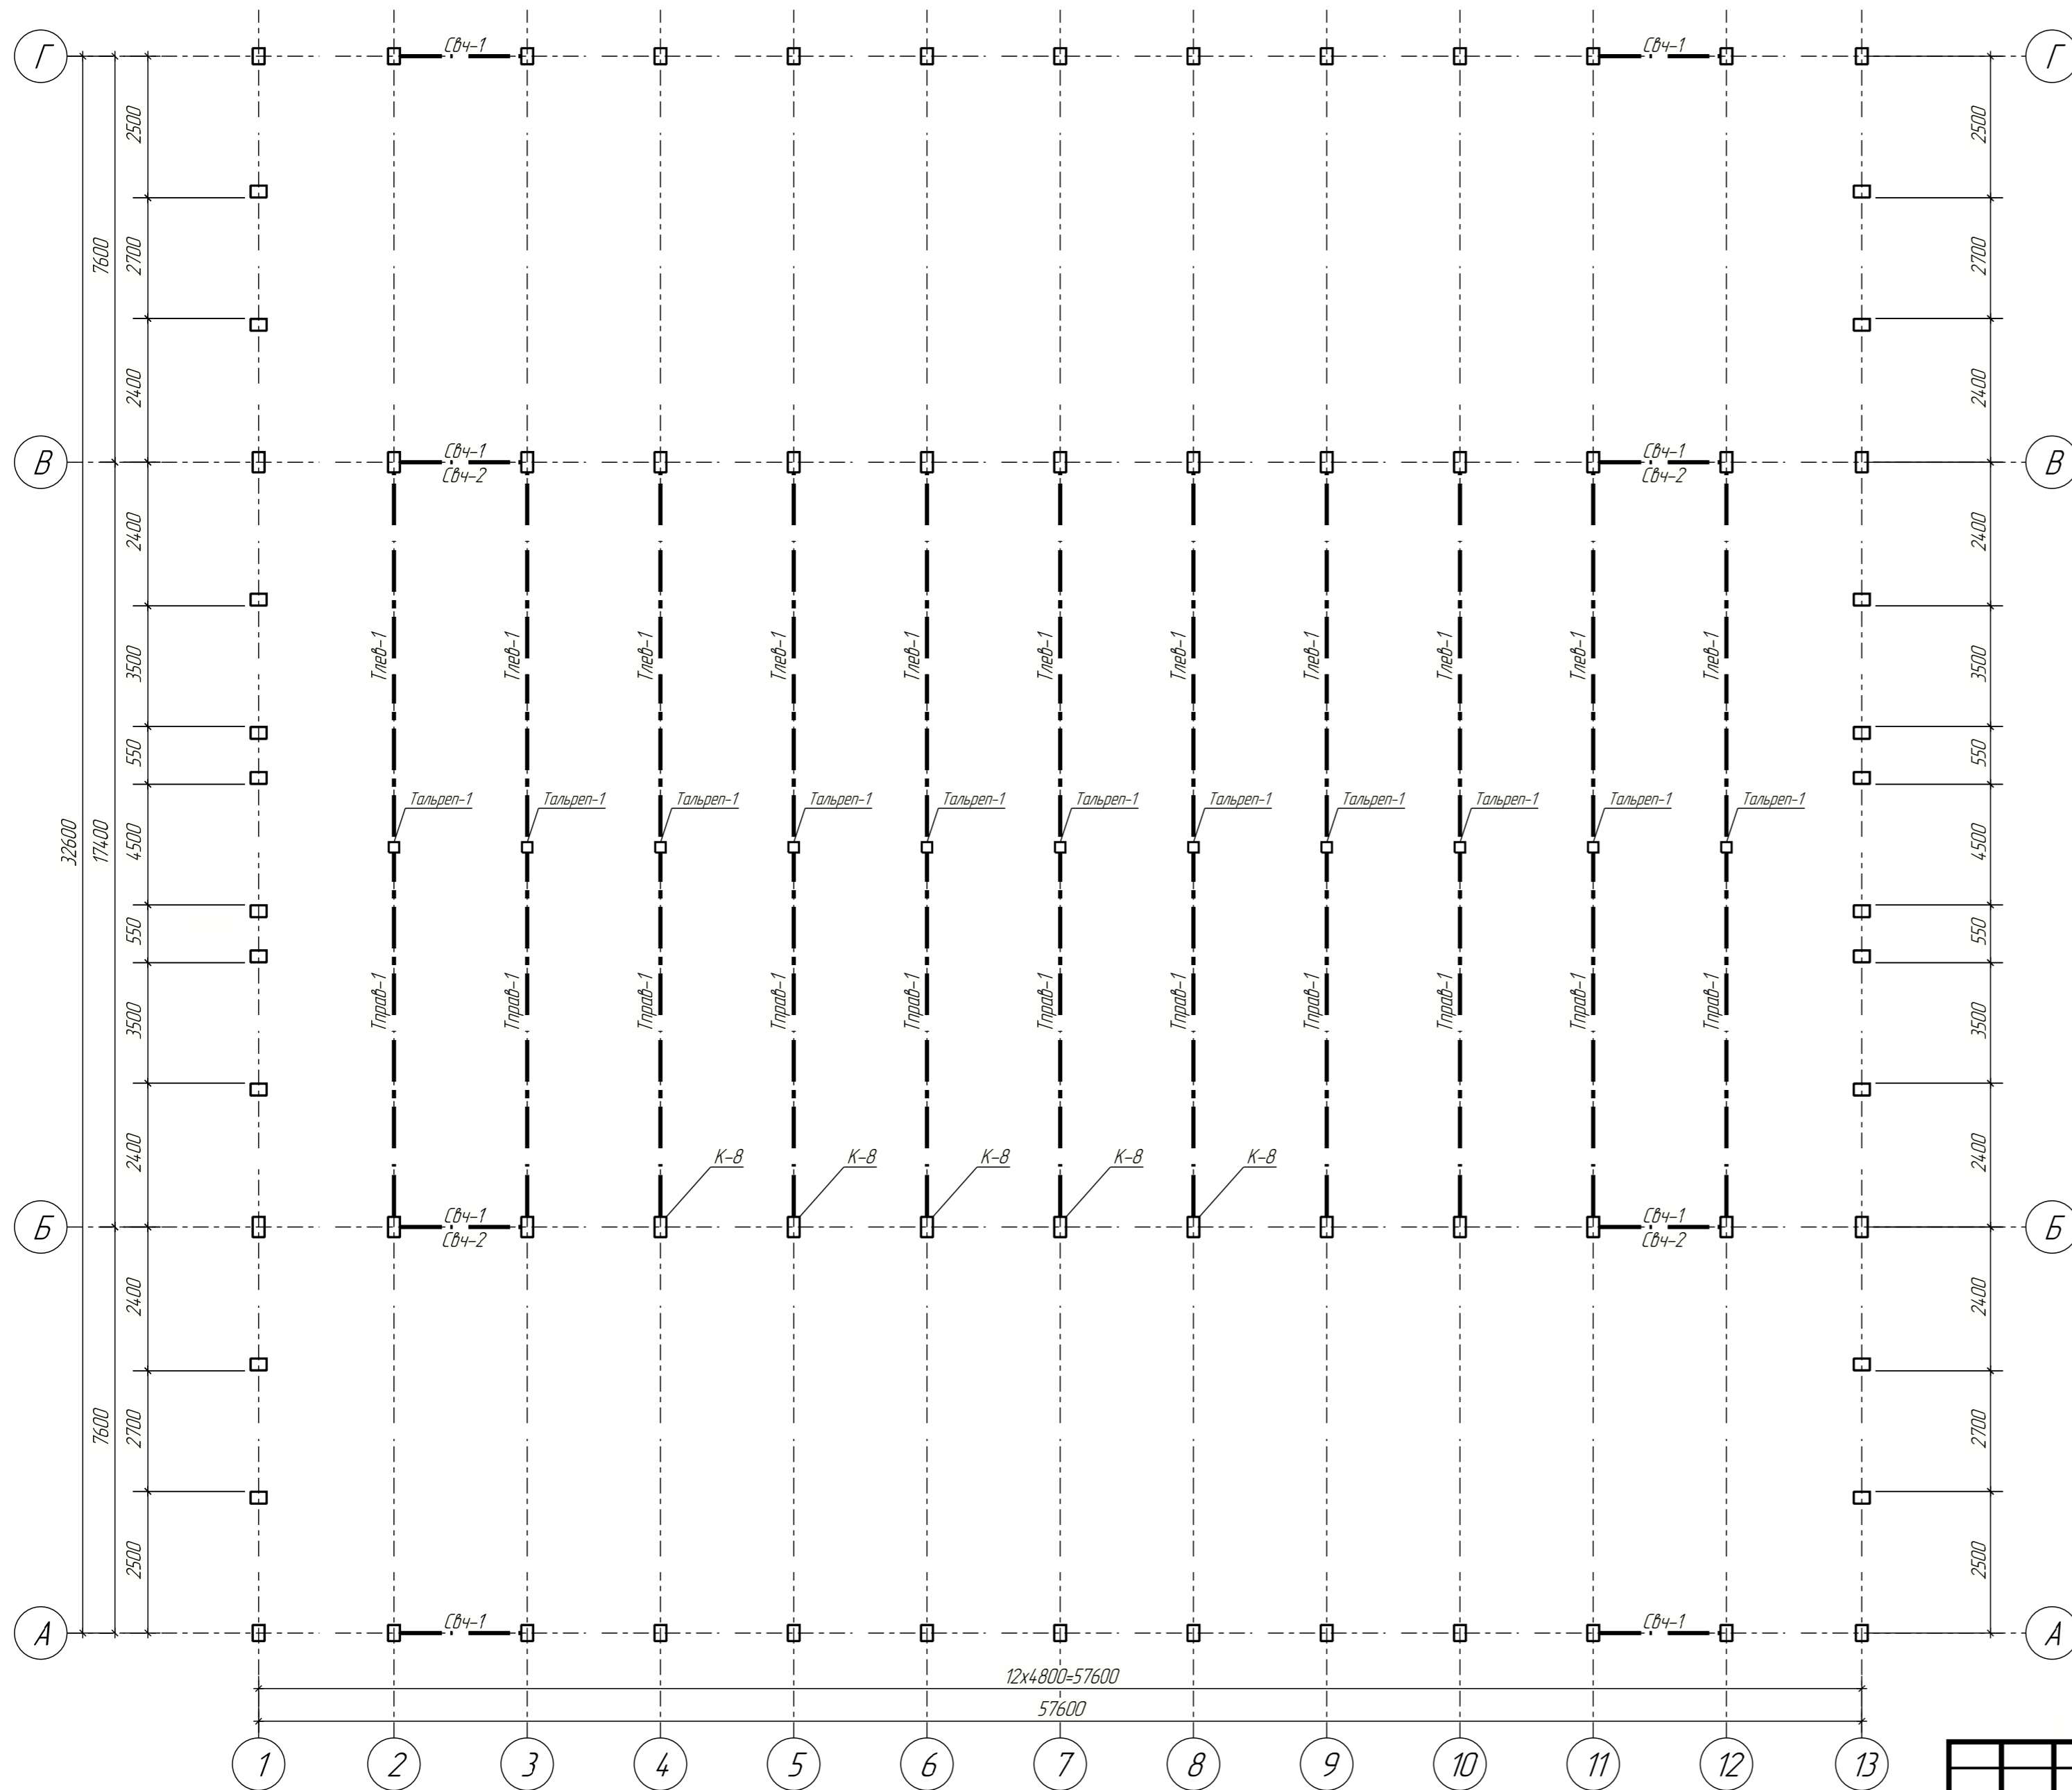 Г Свч-1 Свч-1 Г
2500 2500
2700 2700
7600
2400 2400
В Свч-1 Свч-1 В
Свч-2 Свч-2
2400 2400
3500 3500
Тлев-1 Тлев-1 Тлев-1 Тлев-1 Тлев-1 Тлев-1 Тлев-1 Тлев-1 Тлев-1 Тлев-1 Тлев-1
550 550
Тальреп-1 Тальреп-1 Тальреп-1 Тальреп-1 Тальреп-1 Тальреп-1 Тальреп-1 Тальреп-1 Тальреп-1 Тальреп-1 Тальреп-1
32600 17400 4500 4500
550 550
Тправ-1 Тправ-1 Тправ-1 Тправ-1 Тправ-1 Тправ-1 Тправ-1 Тправ-1 Тправ-1 Тправ-1 Тправ-1
3500 3500
2400 2400
К-8 К-8 К-8 К-8 К-8
Б Свч-1 Свч-1 Б
Свч-2 Свч-2
2400 2400
7600 2700 2700
2500 2500
А Свч-1 Свч-1 А
12х4800=57600
57600
1 2 3 4 5 6 7 8 9 10 11 12 13